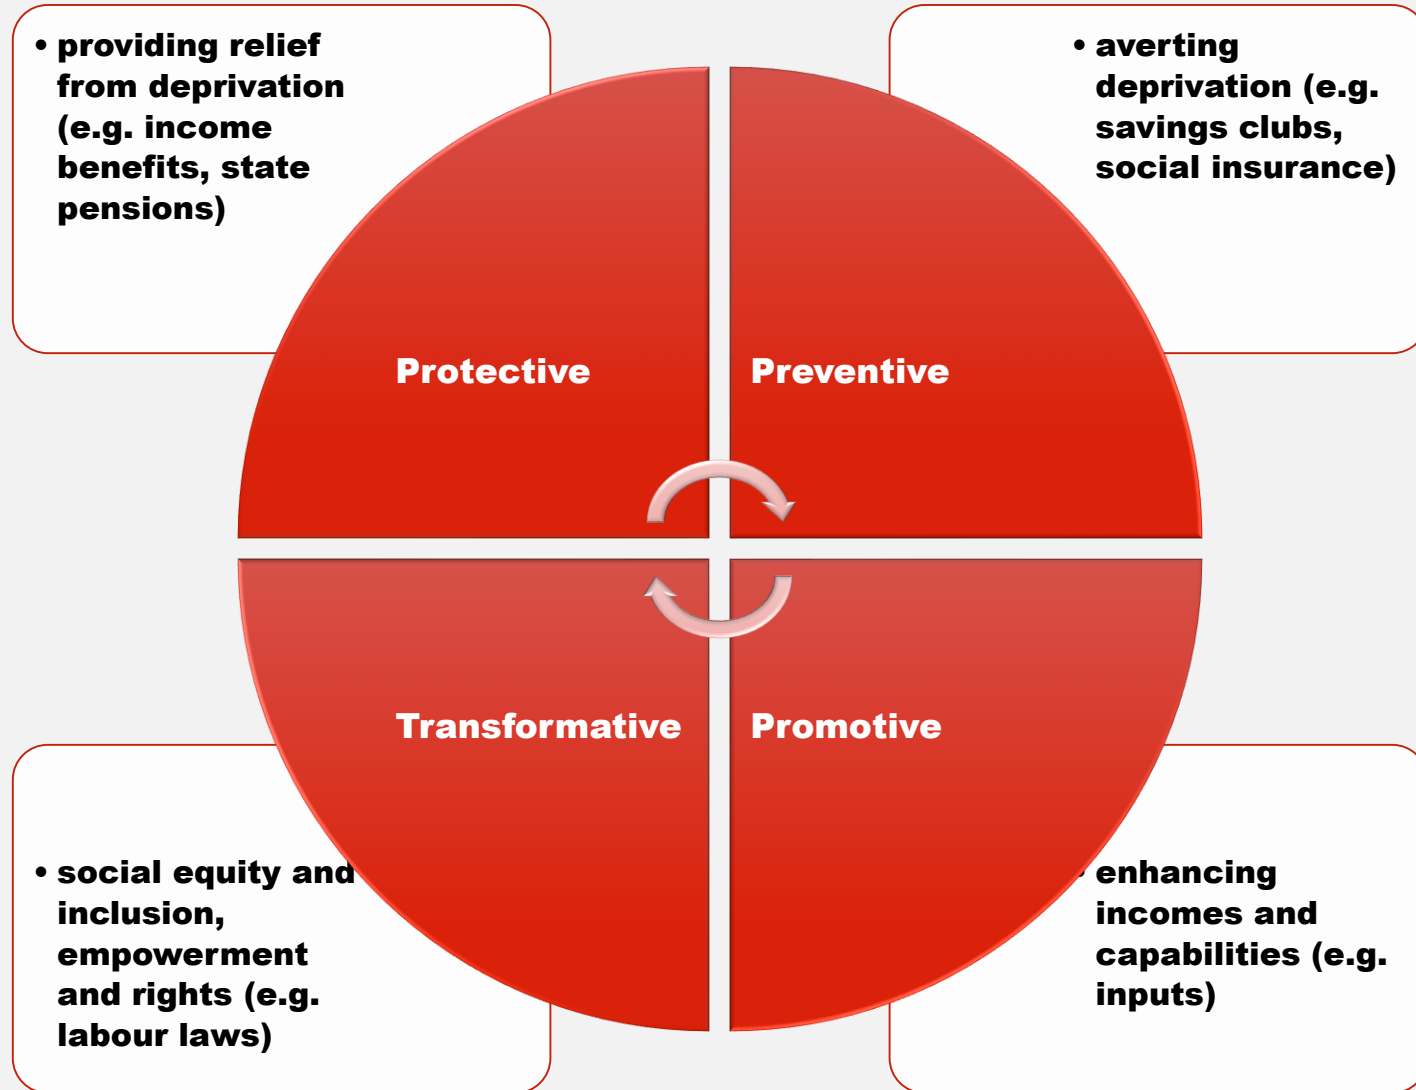 • providing relief
from deprivation
(e.g. income
benefits, state
pensions)
• averting
deprivation (e.g.
savings clubs,
social insurance)
Protective
Preventive
Transformative
Promotive
• social equity and
inclusion,
empowerment
and rights (e.g.
labour laws)
• enhancing
incomes and
capabilities (e.g.
inputs)